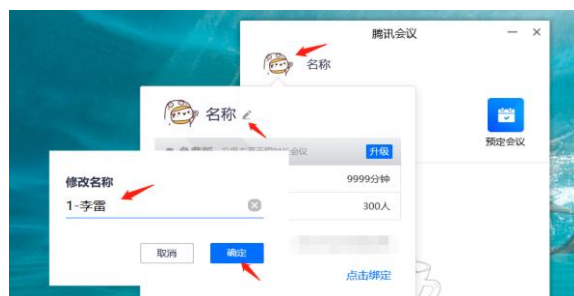 腾讯会议
名称
名称
预定会议
升级
修改名称
9999分钟
1-李雷
300人
取消
确定
点击绑定